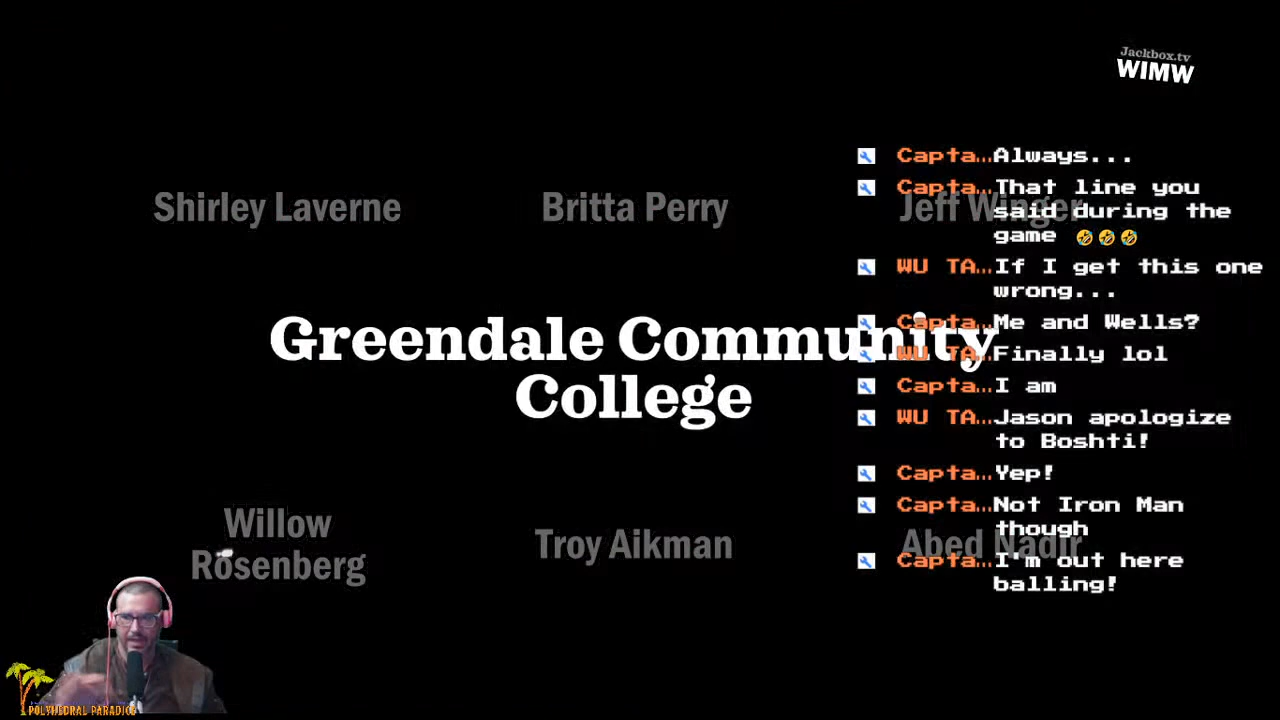 Jackbox.tv
WIMW
Capta... Always...
Capta... That line you
said during the
game 🤣🤣🤣
WU TA... If I get this one
wrong...
Capta... Me and Wells?
WU TA... Finally lol
Capta... I am
WU TA... Jason apologize
to Boshti!
Capta... Yep!
Capta... Not Iron Man
though
Capta... I'm out here
balling!
Shirley Laverne
Britta Perry
Jeff Winger
Greendale Community
College
Willow
Rosenberg
Troy Aikman
Abed Nadir
POLYHEDRAL PARADICE